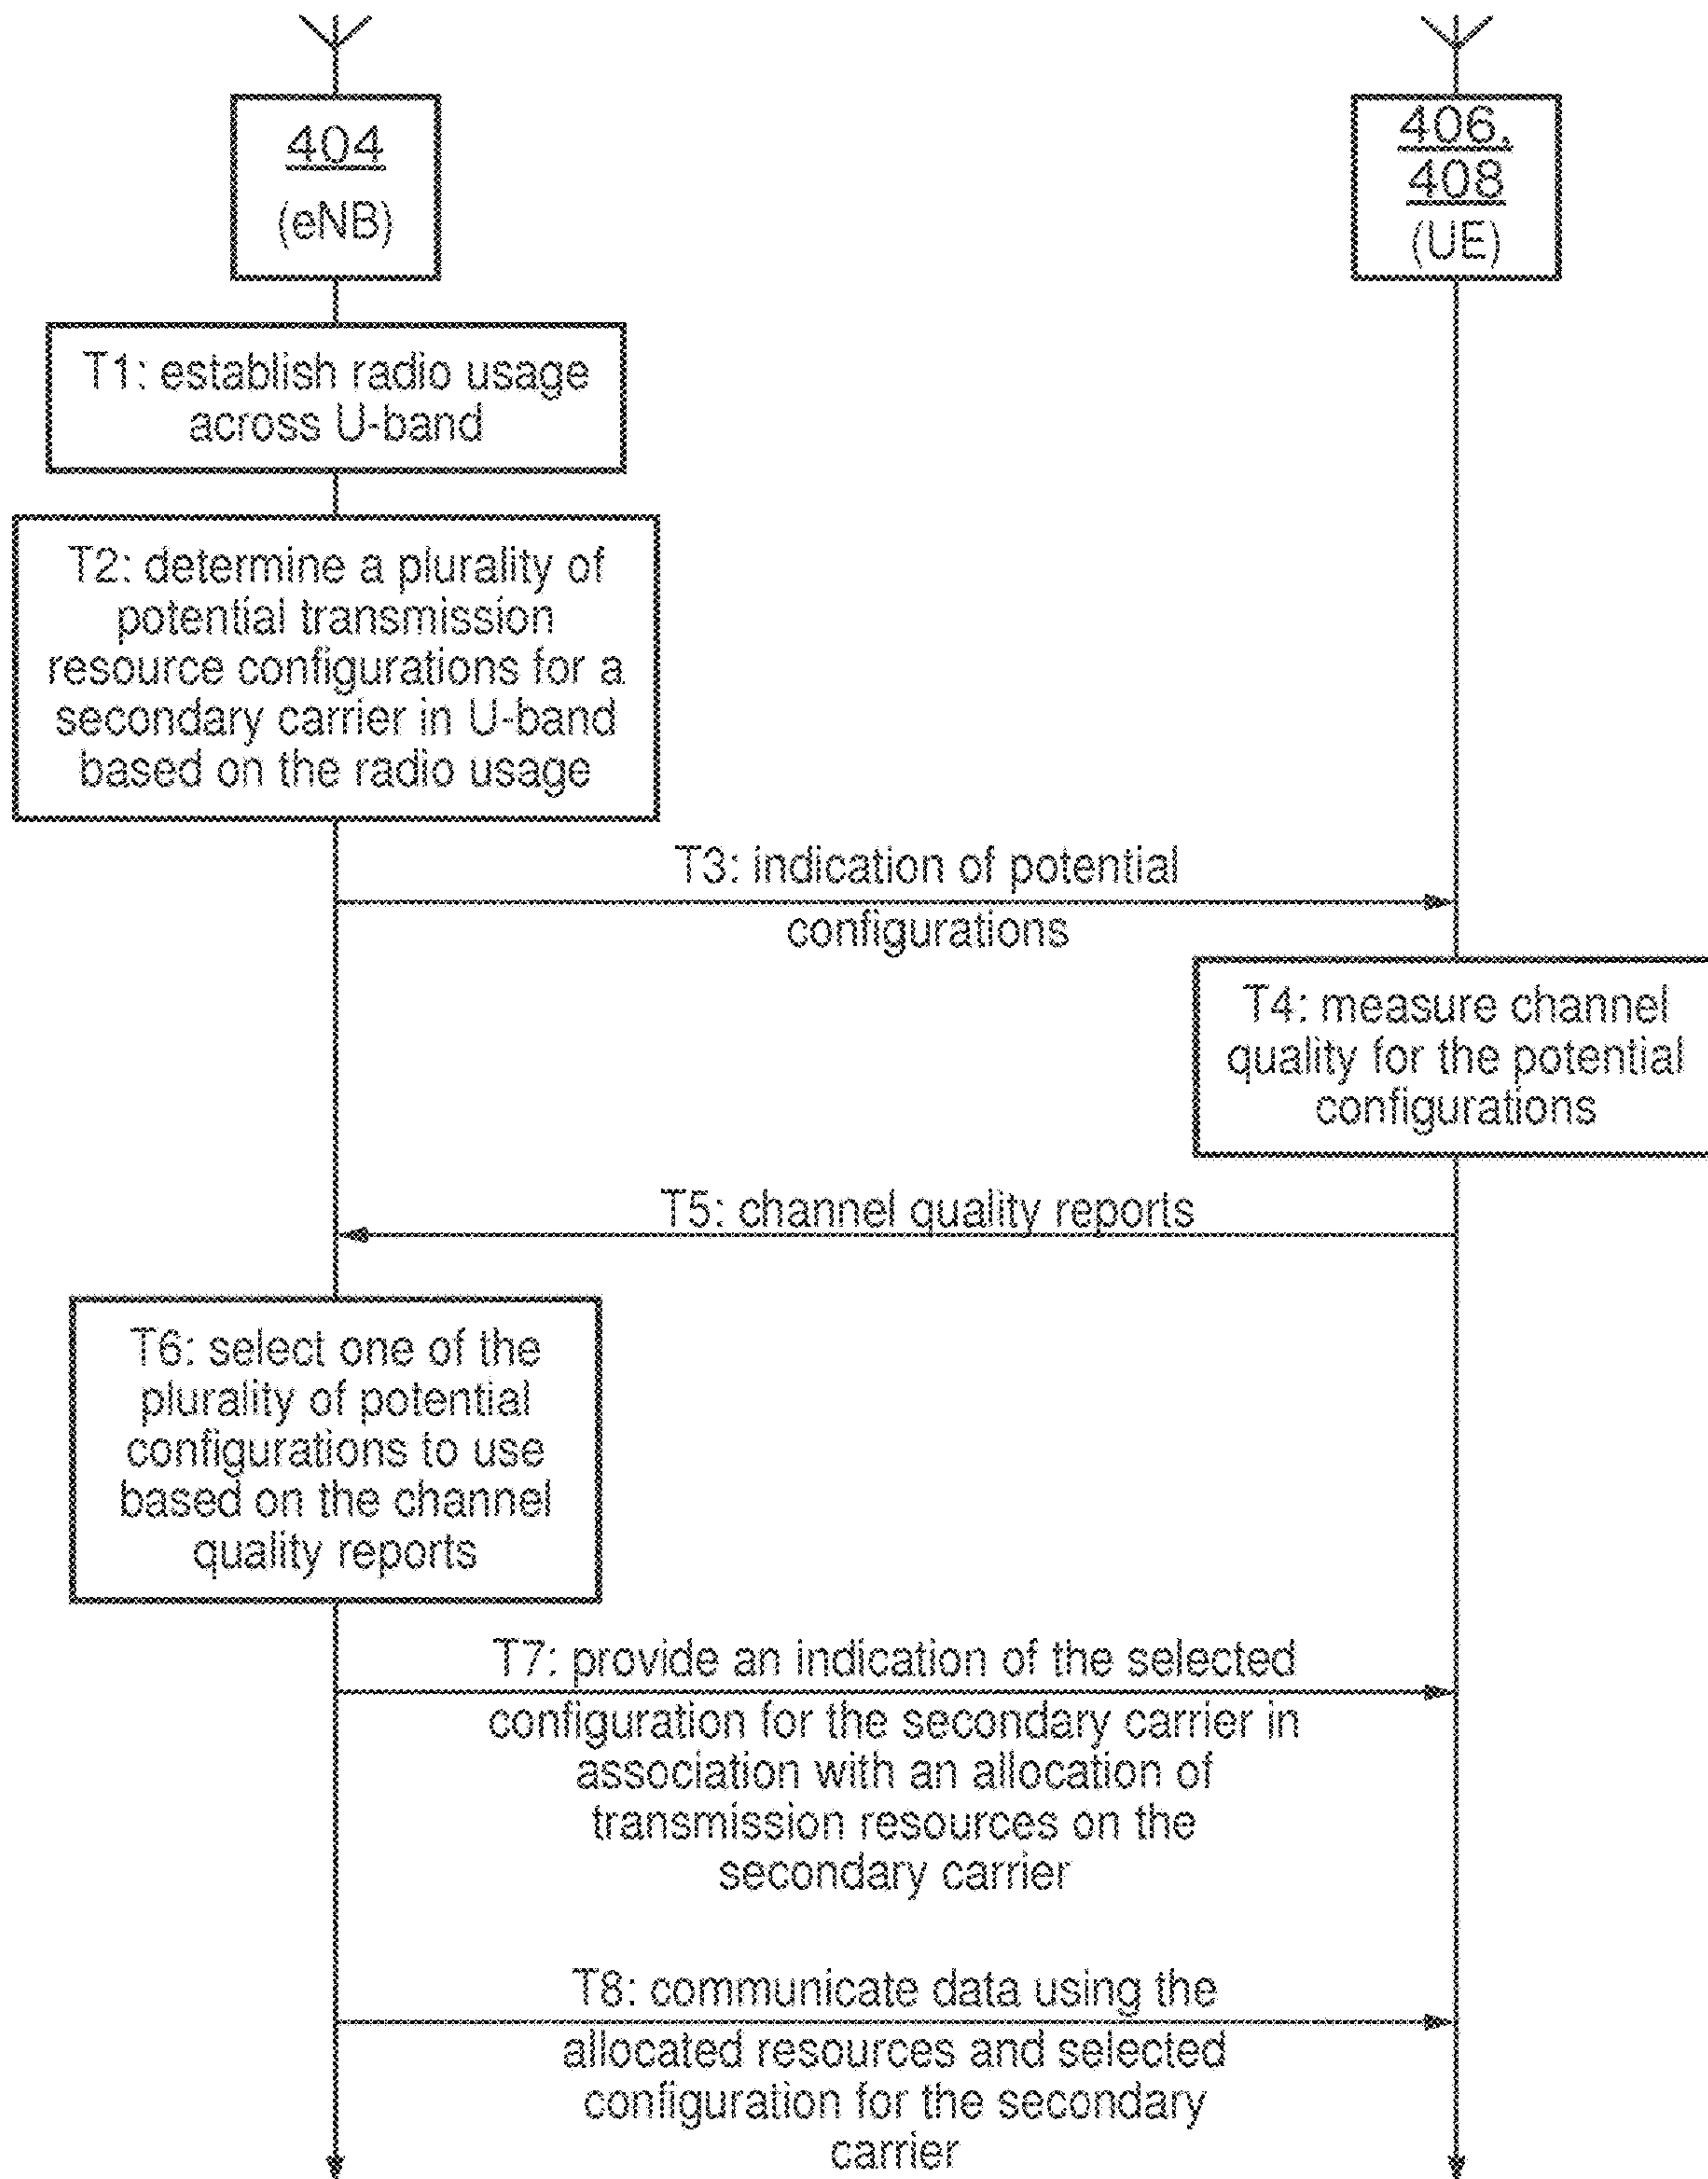 404
(eNB)
406,
408
(UE)
T1: establish radio usage
across U-band
T2: determine a plurality of
potential transmission
resource configurations for a
secondary carrier in U-band
based on the radio usage
T3: indication of potential
configurations
T4: measure channel
quality for the potential
configurations
T5: channel quality reports
T6: select one of the
plurality of potential
configurations to use
based on the channel
quality reports
T7: provide an indication of the selected
configuration for the secondary carrier in
association with an allocation of
transmission resources on the
secondary carrier
T8: communicate data using the
allocated resources and selected
configuration for the secondary
carrier